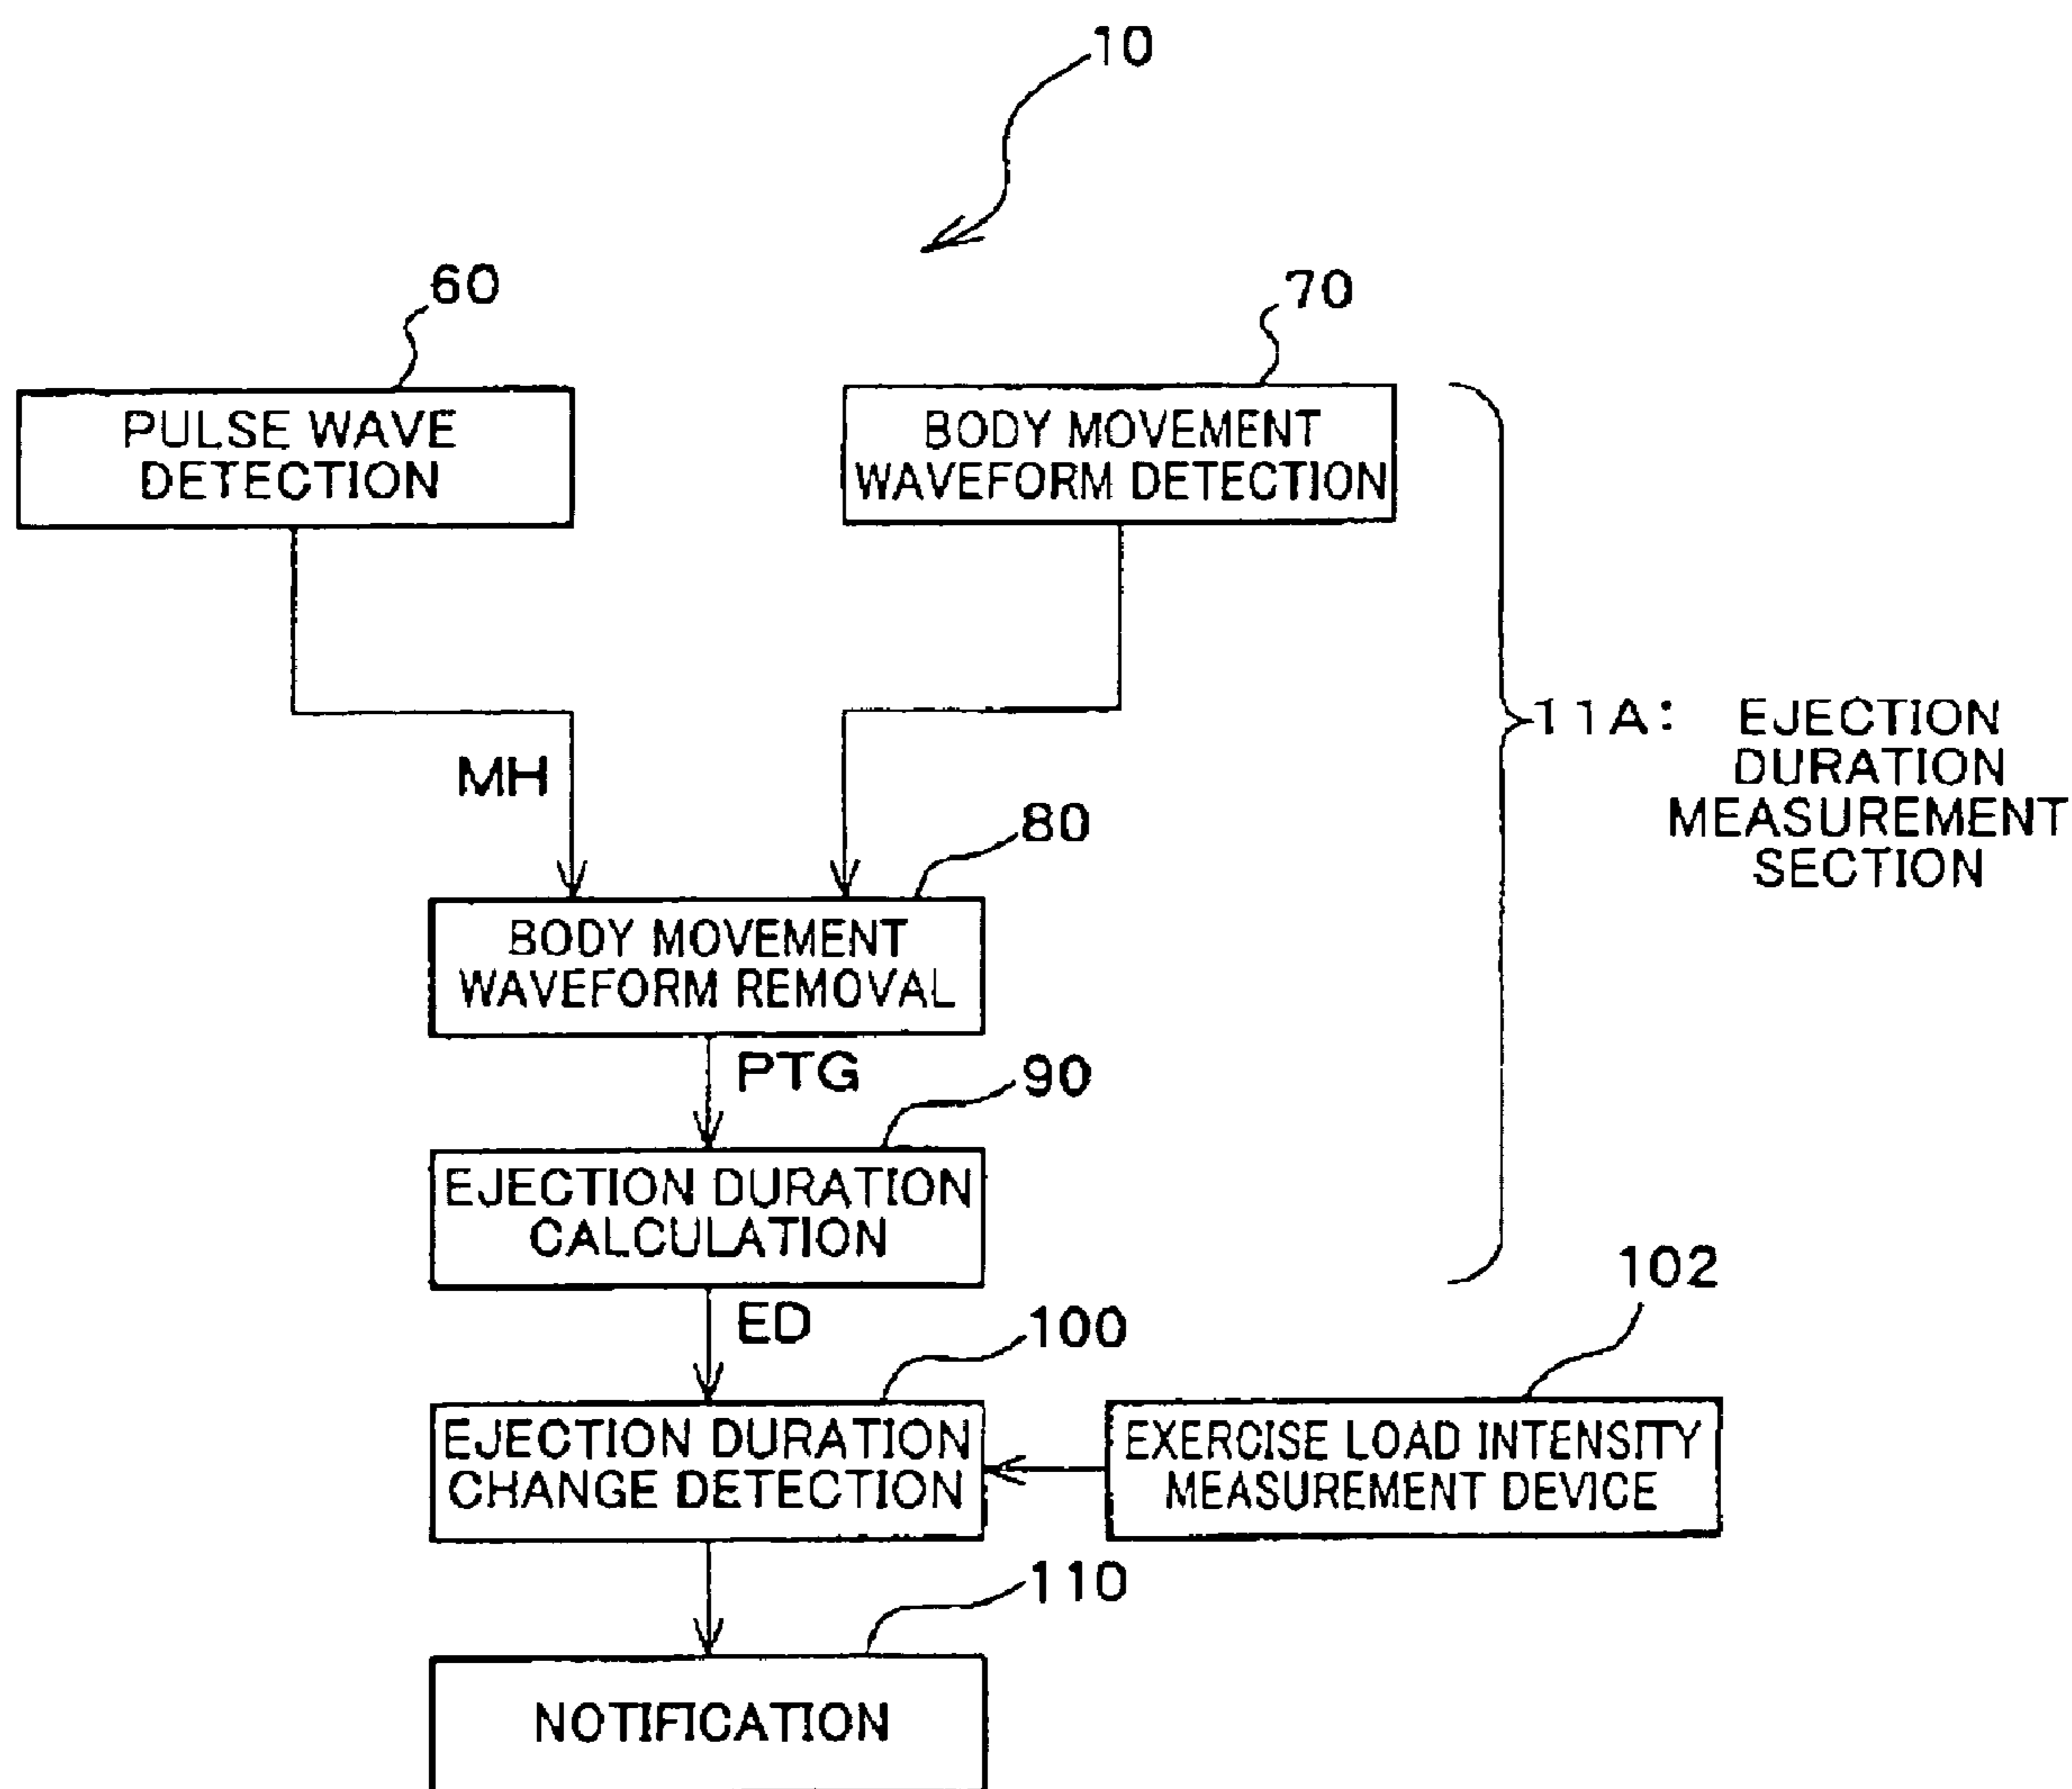 10
60
70
PULSE WAVE
DETECTION
BODY MOVEMENT
WAVEFORM DETECTION
11A: EJECTION
DURATION
MEASUREMENT
SECTION
MH
80
BODY MOVEMENT
WAVEFORM REMOVAL
PTG
90
EJECTION DURATION
CALCULATION
102
ED
100
EJECTION DURATION
CHANGE DETECTION
EXERCISE LOAD INTENSITY
MEASUREMENT DEVICE
110
NOTIFICATION